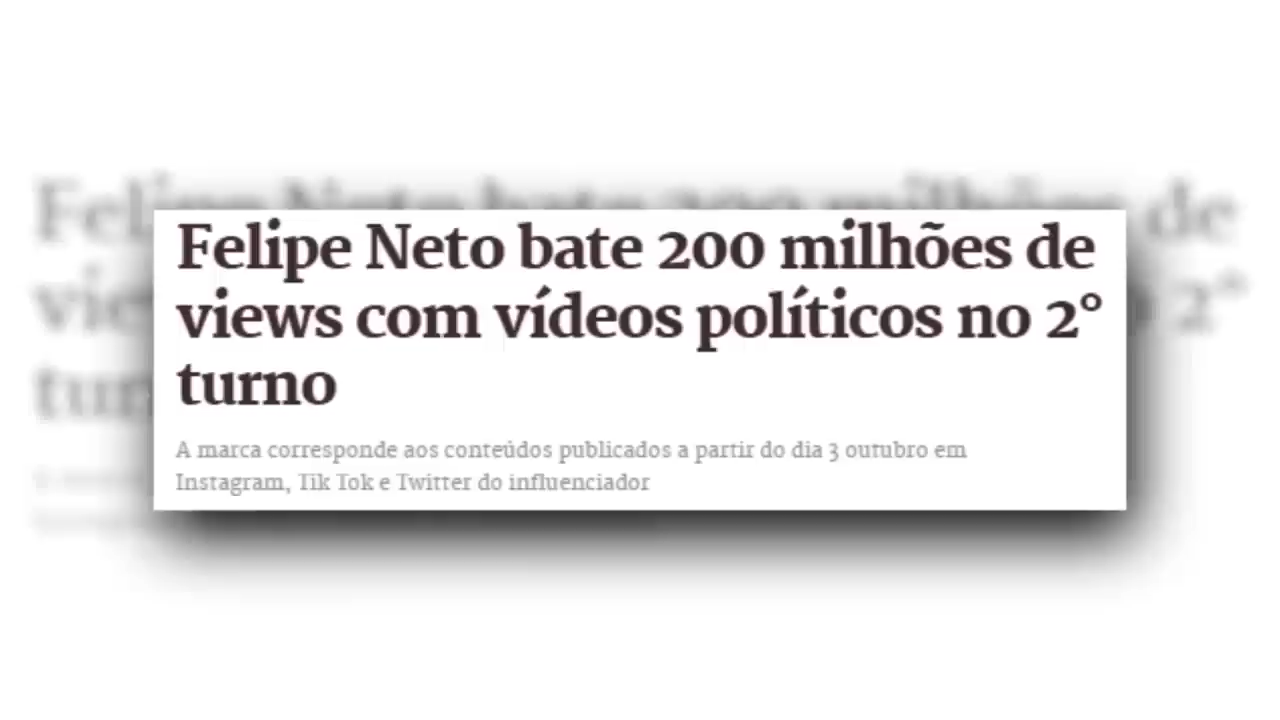 Felipe Neto bate 200 milhões de
views com vídeos políticos no 2°
turno
A marca corresponde aos conteúdos publicados a partir do dia 3 outubro em
Instagram, Tik Tok e Twitter do influenciador